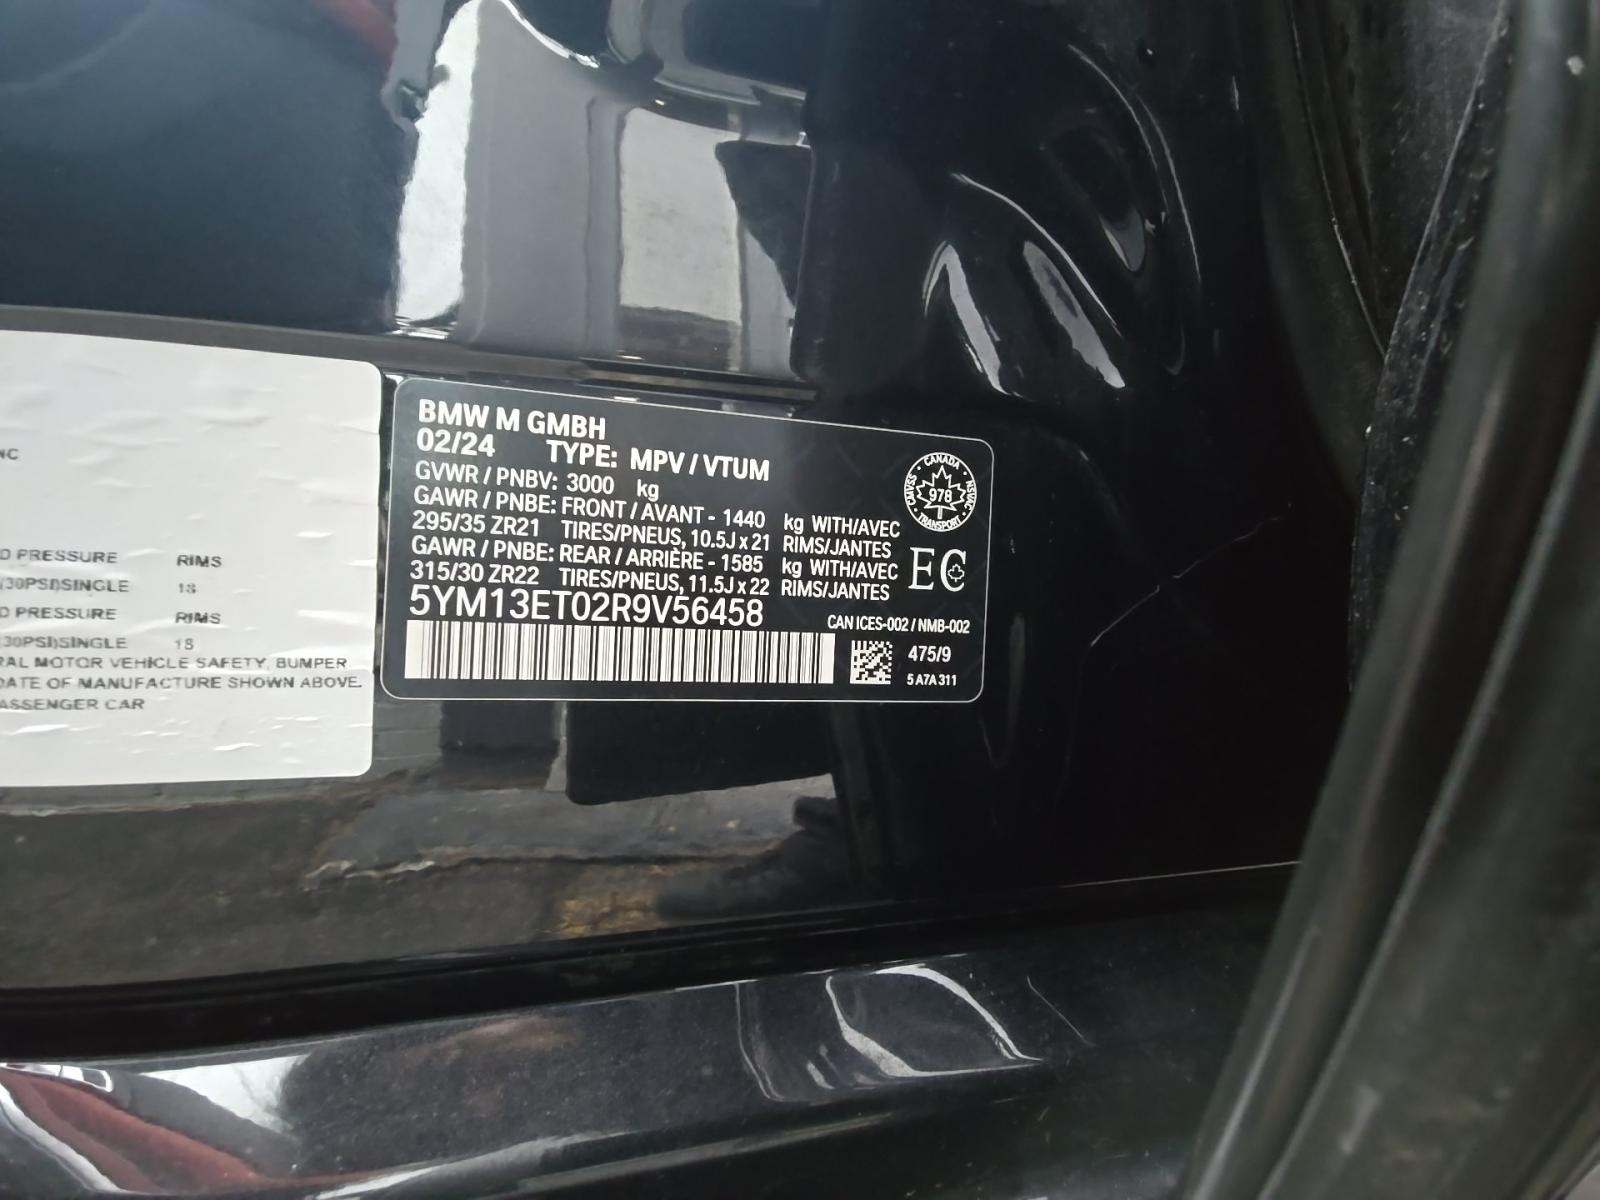 NC
D PRESSURE RIMS
(30PSI)SINGLE 18
D PRESSURE RIMS
(30PSI)SINGLE 18
RAL MOTOR VEHICLE SAFETY, BUMPER
DATE OF MANUFACTURE SHOWN ABOVE.
ASSENGER CAR
BMW M GMBH
02/24 TYPE: MPV / VTUM
GVWR / PNBV: 3000 kg
GAWR / PNBE: FRONT / AVANT - 1440 kg WITH/AVEC
295/35 ZR21 TIRES/PNEUS, 10.5J x 21 RIMS/JANTES
GAWR / PNBE: REAR / ARRIÈRE - 1585 kg WITH/AVEC
315/30 ZR22 TIRES/PNEUS, 11.5J x 22 RIMS/JANTES
5YM13ET02R9V56458
CANADA
CMVSS NSVAC
978
TRANSPORT
EC
CAN ICES-002 / NMB-002
475/9
5 A7A 311